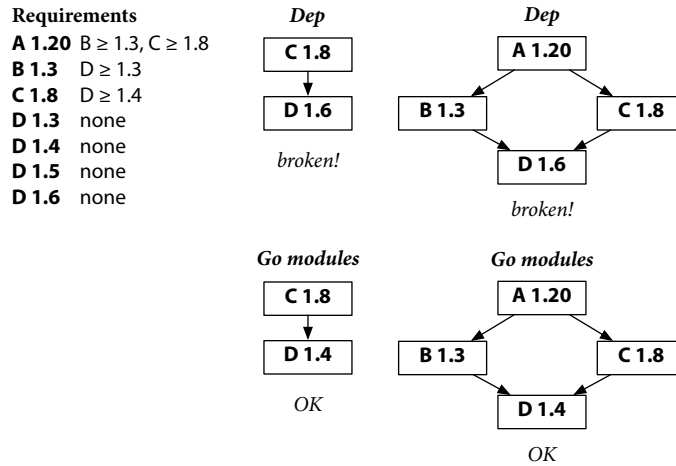 Requirements
A 1.20 B ≥ 1.3, C ≥ 1.8
B 1.3 D ≥ 1.3
C 1.8 D ≥ 1.4
D 1.3 none
D 1.4 none
D 1.5 none
D 1.6 none
Dep
C 1.8
D 1.6
broken!
Dep
A 1.20
B 1.3 C 1.8
D 1.6
broken!
Go modules
C 1.8
D 1.4
OK
Go modules
A 1.20
B 1.3 C 1.8
D 1.4
OK